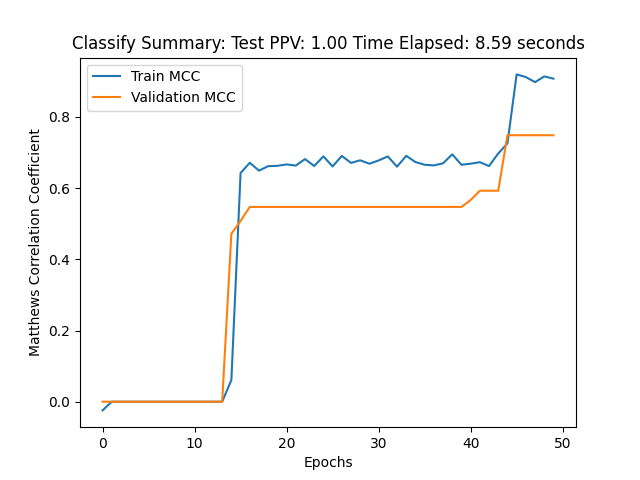 Classify Summary: Test PPV: 1.00 Time Elapsed: 8.59 seconds
Train MCC
Validation MCC
Matthews Correlation Coefficient
0.8
0.6
0.4
0.2
0.0
0 10 20 30 40 50
Epochs